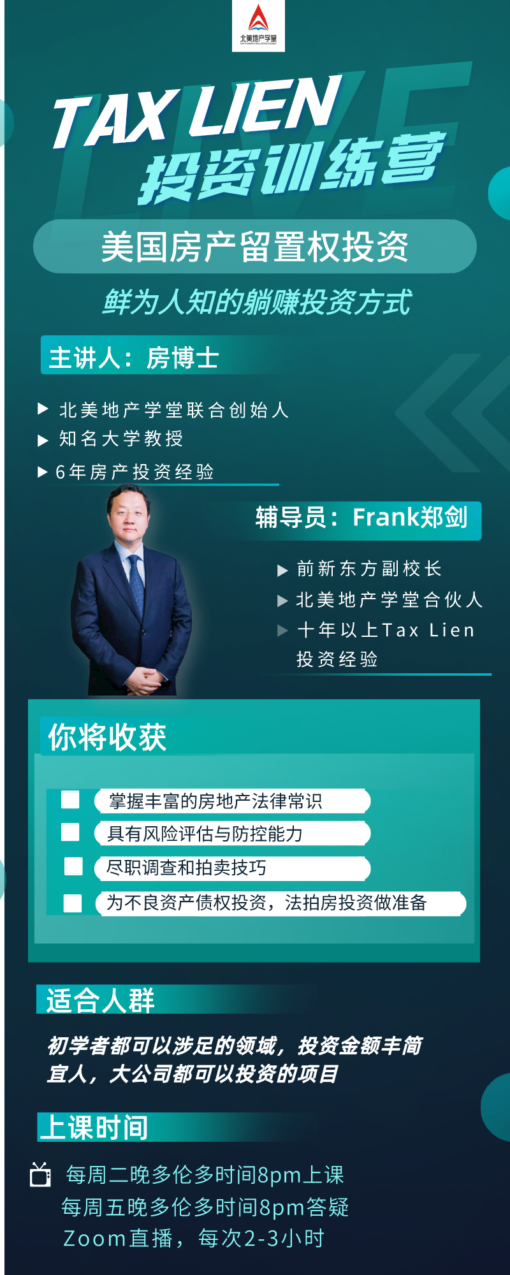 北美地产学堂
LIVE
TAX LIEN
投资训练营
美国房产留置权投资
鲜为人知的躺赚投资方式
主讲人：房博士
北美地产学堂联合创始人
知名大学教授
6年房产投资经验
辅导员：Frank郑剑
前新东方副校长
北美地产学堂合伙人
十年以上Tax Lien
投资经验
你将收获
掌握丰富的房地产法律常识
具有风险评估与防控能力
尽职调查和拍卖技巧
为不良资产债权投资，法拍房投资做准备
适合人群
初学者都可以涉足的领域，投资金额丰简
宜人，大公司都可以投资的项目
上课时间
每周二晚多伦多时间8pm上课
每周五晚多伦多时间8pm答疑
Zoom直播，每次2-3小时